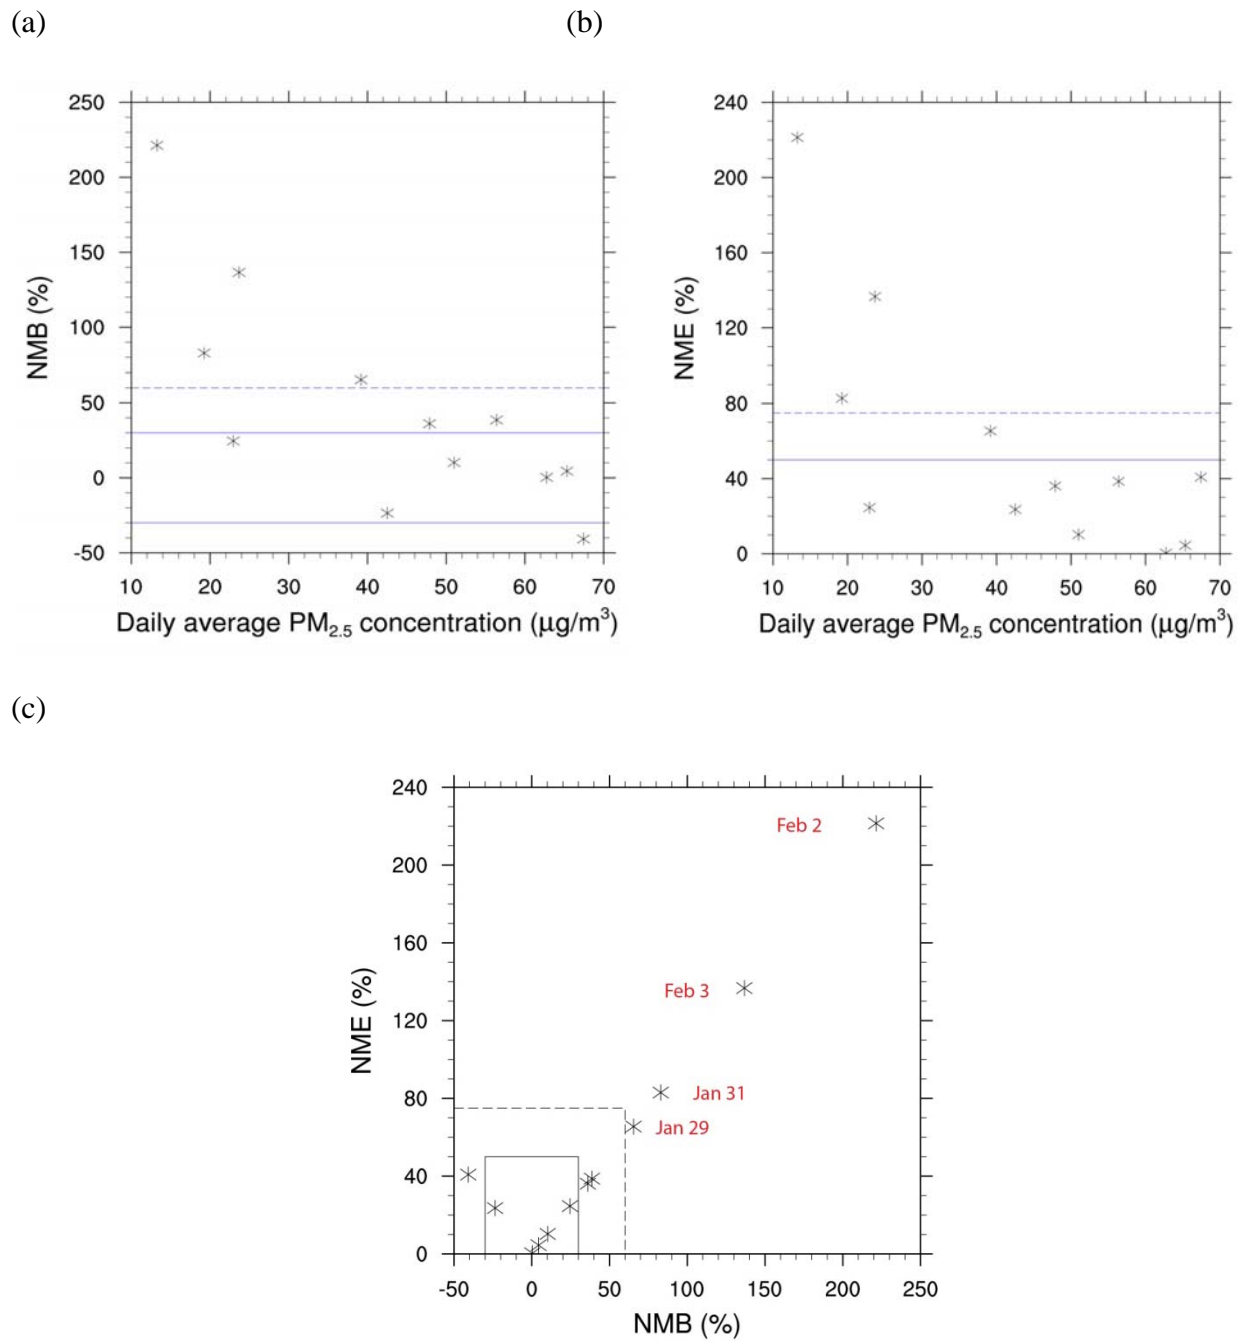 (a)
(b)
250
200
150
100
50
0
-50
NMB (%)
10 20 30 40 50 60 70
Daily average PM2.5 concentration (μg/m3)
240
200
160
120
80
40
0
NME (%)
10 20 30 40 50 60 70
Daily average PM2.5 concentration (μg/m3)
(c)
240
200
160
120
80
40
0
NME (%)
Feb 2
Feb 3
Jan 31
Jan 29
-50 0 50 100 150 200 250
NMB (%)